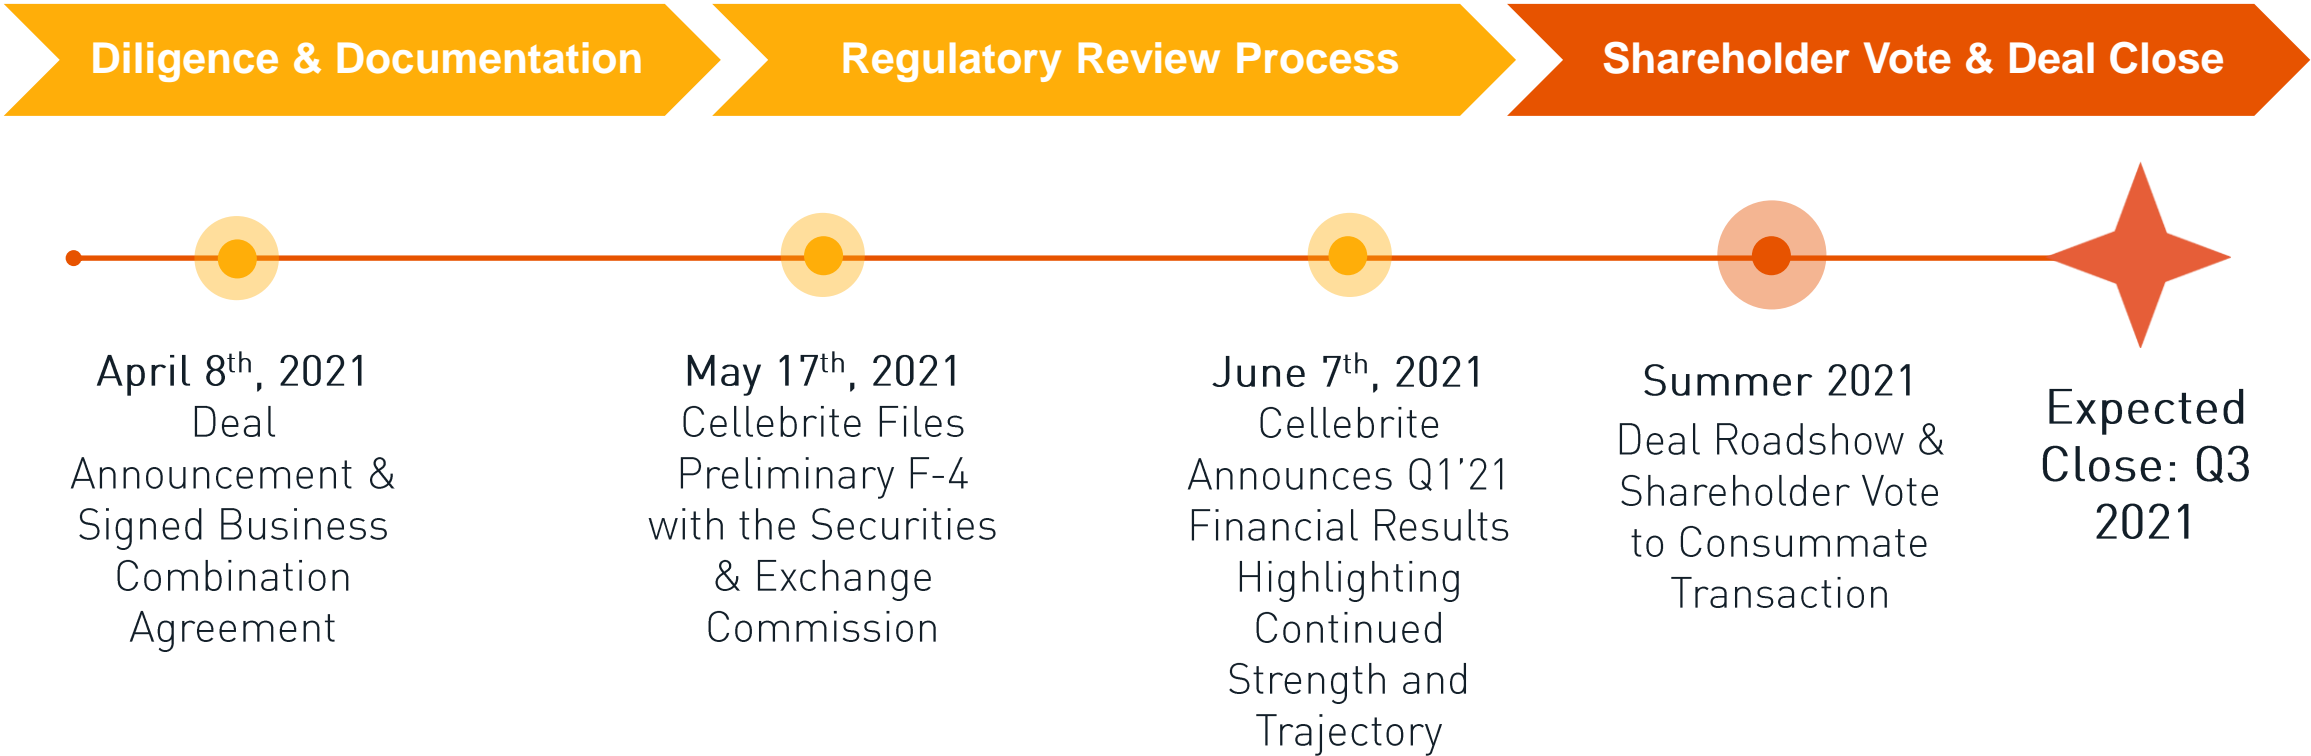 Diligence & Documentation
Regulatory Review Process
Shareholder Vote & Deal Close
April 8th, 2021
Deal
Announcement &
Signed Business
Combination
Agreement
May 17th, 2021
Cellebrite Files
Preliminary F-4
with the Securities
& Exchange
Commission
June 7th, 2021
Cellebrite
Announces Q1’21
Financial Results
Highlighting
Continued
Strength and
Trajectory
Summer 2021
Deal Roadshow &
Shareholder Vote
to Consummate
Transaction
Expected
Close: Q3
2021